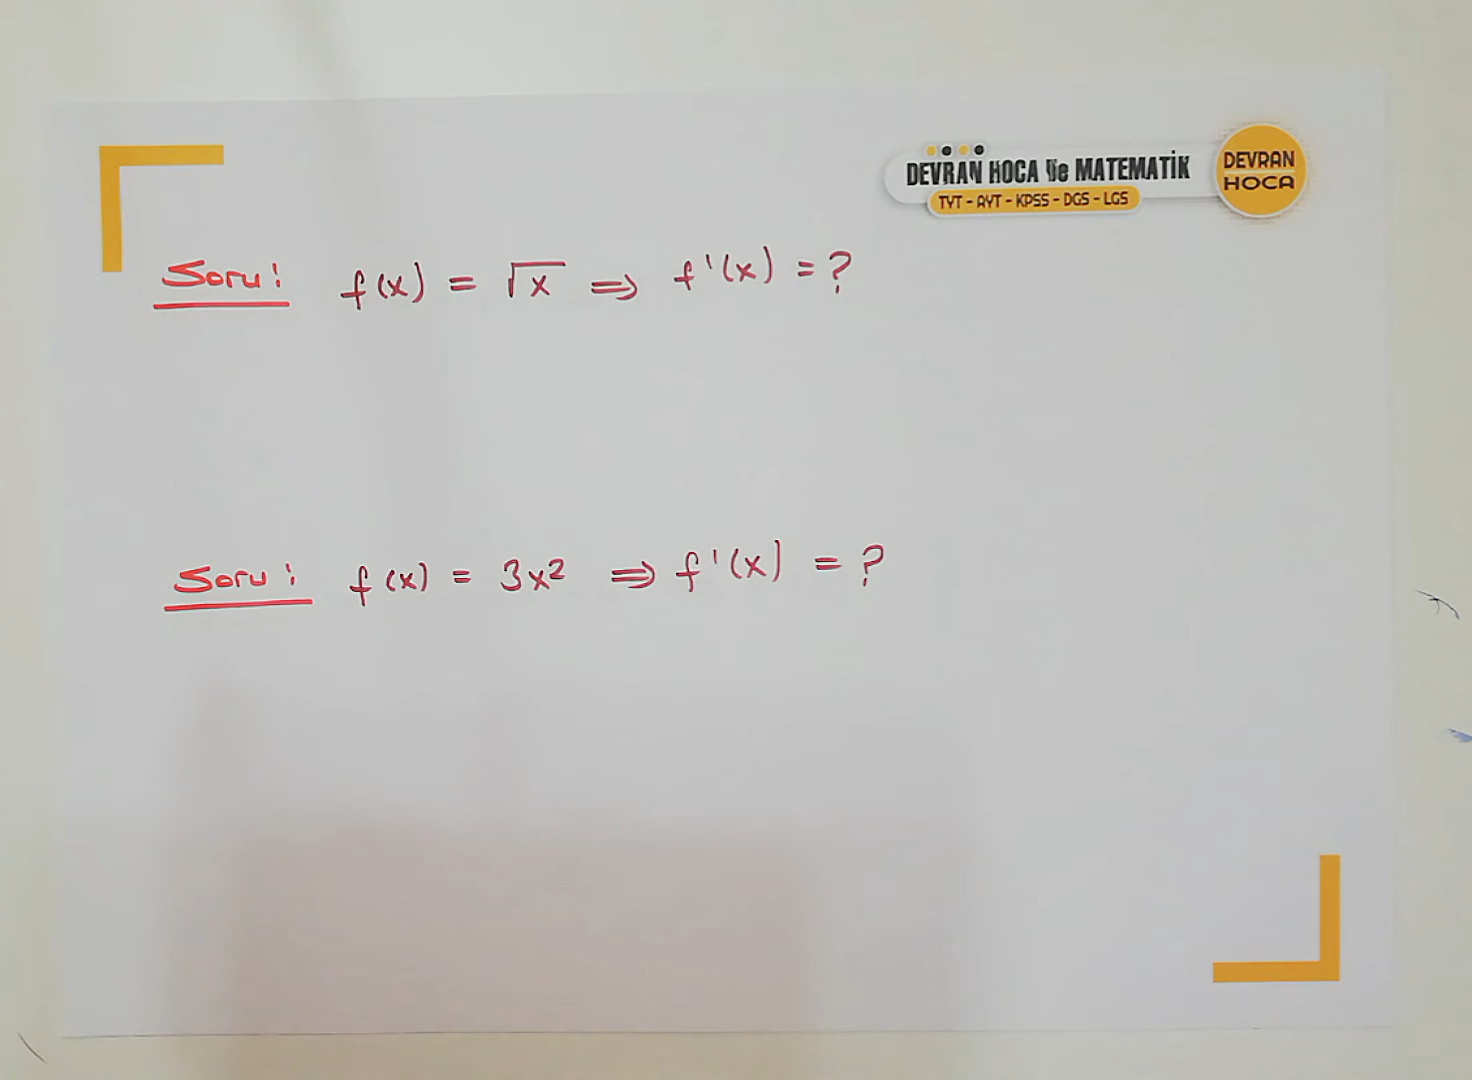 DEVRAN HOCA ile MATEMATİK
TYT - AYT - KPSS - DGS - LGS
DEVRAN
HOCA
Soru: f(x) = √x ⇒ f'(x) = ?
Soru: f(x) = 3x² ⇒ f'(x) = ?